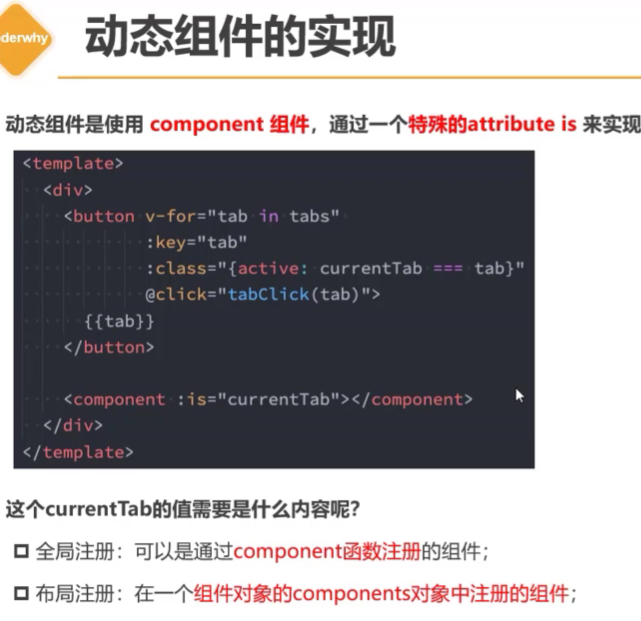 derwhy
动态组件的实现
动态组件是使用 component 组件，通过一个特殊的attribute is 来实现
<template>
<div>
<button v-for="tab in tabs"
:key="tab"
:class="{active: currentTab === tab}"
@click="tabClick(tab)">
{{tab}}
</button>
<component :is="currentTab"></component>
</div>
</template>
这个currentTab的值需要是什么内容呢？
全局注册：可以是通过component函数注册的组件；
布局注册：在一个组件对象的components对象中注册的组件；